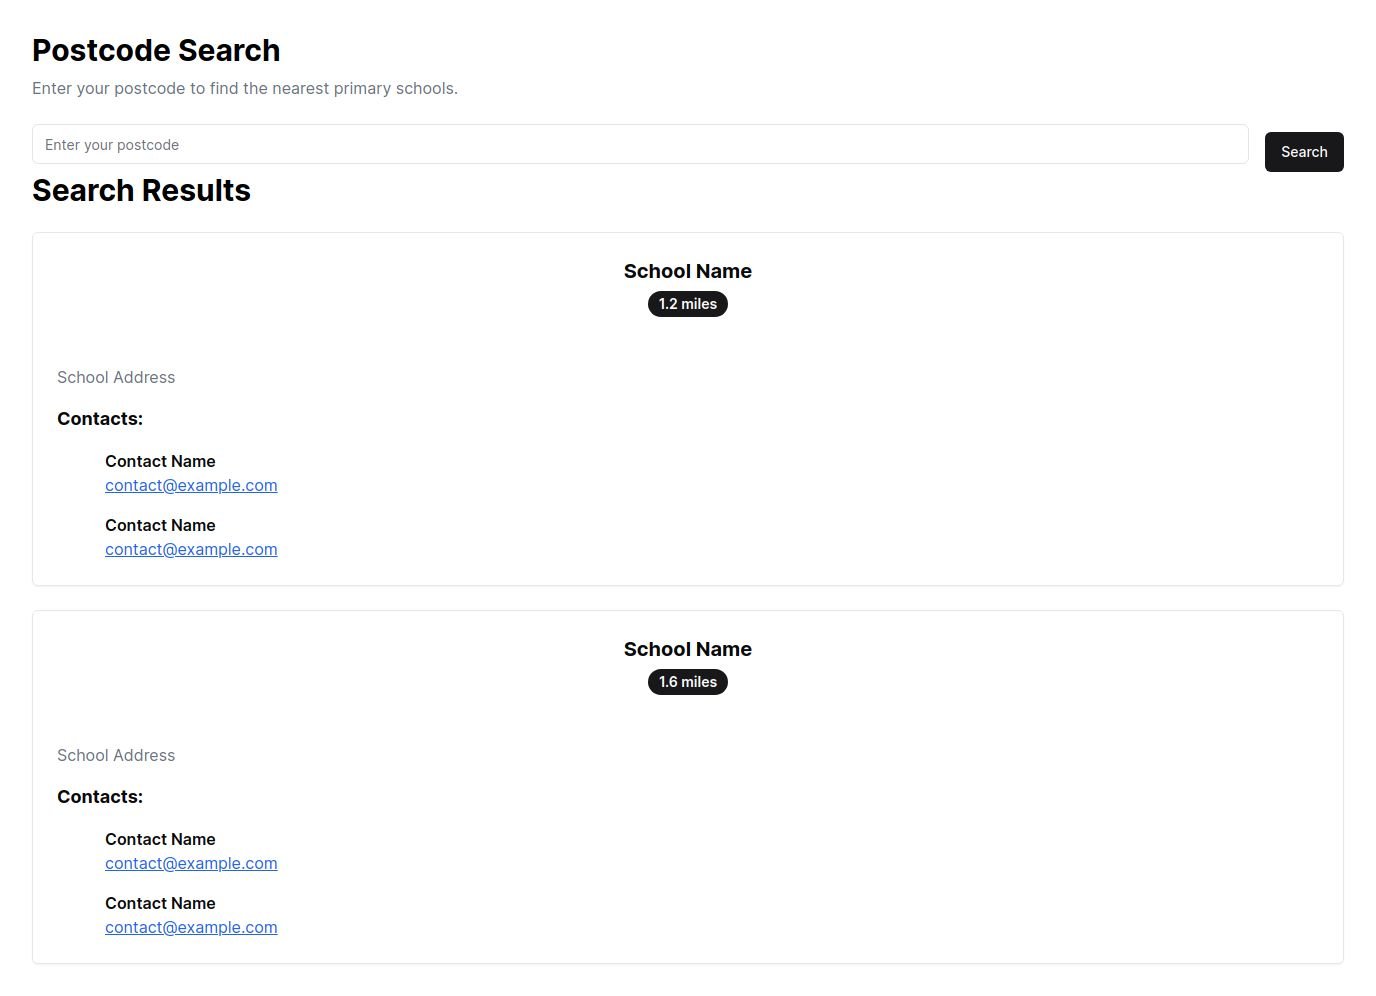 Postcode Search
Enter your postcode to find the nearest primary schools.
Enter your postcode
Search
Search Results
School Name
1.2 miles
School Address
Contacts:
Contact Name
contact@example.com
Contact Name
contact@example.com
School Name
1.6 miles
School Address
Contacts:
Contact Name
contact@example.com
Contact Name
contact@example.com